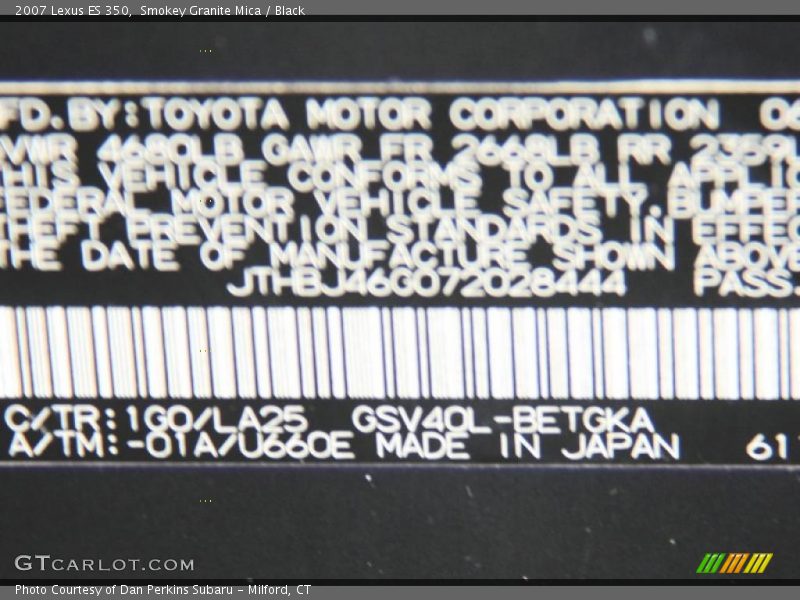 2007 Lexus ES 350, Smokey Granite Mica / Black
FD. BY: TOYOTA MOTOR CORPORATION 06
VWR 4680LB GAWR FR 2668LB RR 2359L
HIS VEHICLE CONFORMS TO ALL APPLIC
EDERAL MOTOR VEHICLE SAFETY, BUMPER
HEFT PREVENTION STANDARDS IN EFFEC
THE DATE OF MANUFACTURE SHOWN ABOVE
JTHBJ46G072028444 PASS.
C/TR: 1G0/LA25 GSV40L-BETGKA
A/TM: -01A/U660E MADE IN JAPAN 611
GTCARLOT.COM
Photo Courtesy of Dan Perkins Subaru – Milford, CT